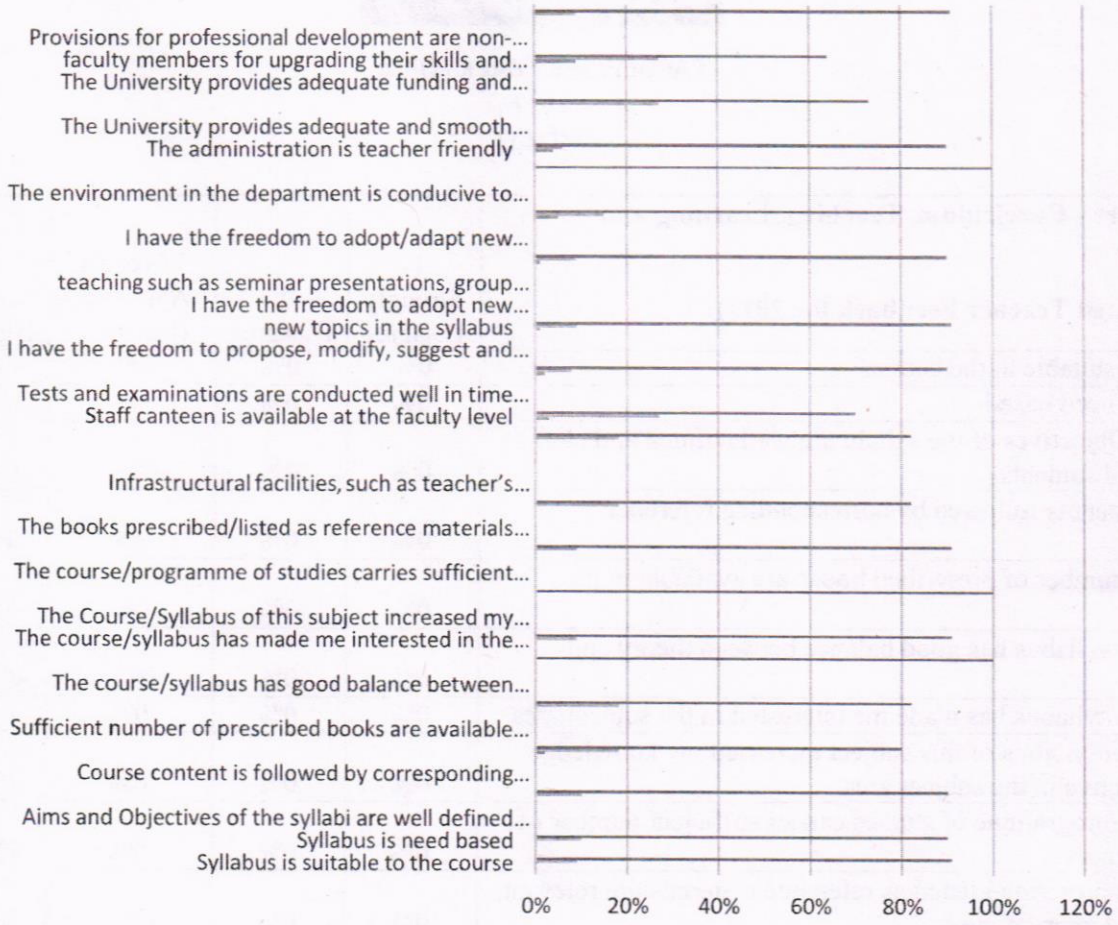 Provisions for professional development are non-...
faculty members for upgrading their skills and...
The University provides adequate funding and...
The University provides adequate and smooth...
The administration is teacher friendly
The environment in the department is conducive to...
I have the freedom to adopt/adapt new...
teaching such as seminar presentations, group...
I have the freedom to adopt new...
new topics in the syllabus
I have the freedom to propose, modify, suggest and...
Tests and examinations are conducted well in time...
Staff canteen is available at the faculty level
Infrastructural facilities, such as teacher's...
The books prescribed/listed as reference materials...
The course/programme of studies carries sufficient...
The Course/Syllabus of this subject increased my...
The course/syllabus has made me interested in the...
The course/syllabus has good balance between...
Sufficient number of prescribed books are available...
Course content is followed by corresponding...
Aims and Objectives of the syllabi are well defined...
Syllabus is need based
Syllabus is suitable to the course
0% 20% 40% 60% 80% 100% 120%